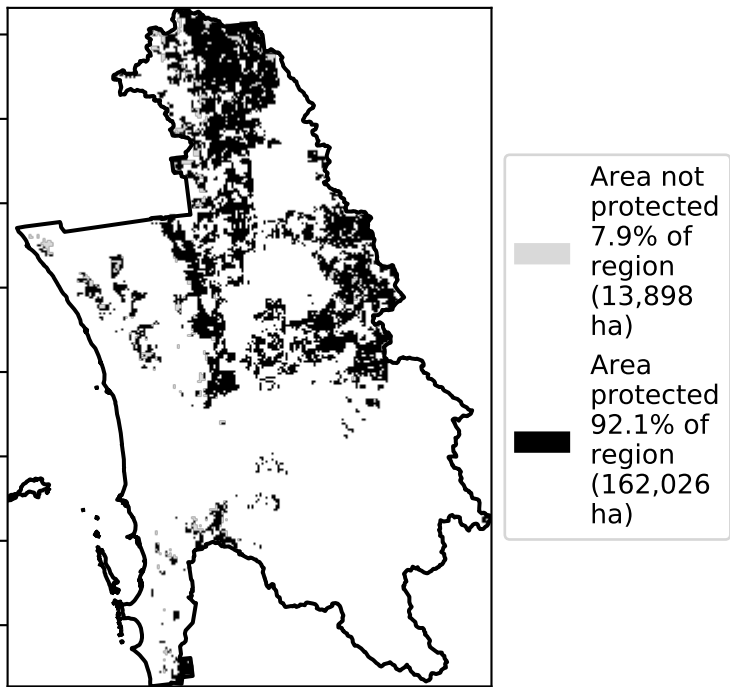 Area not
protected
7.9% of
region
(13,898
ha)
Area
protected
92.1% of
region
(162,026
ha)